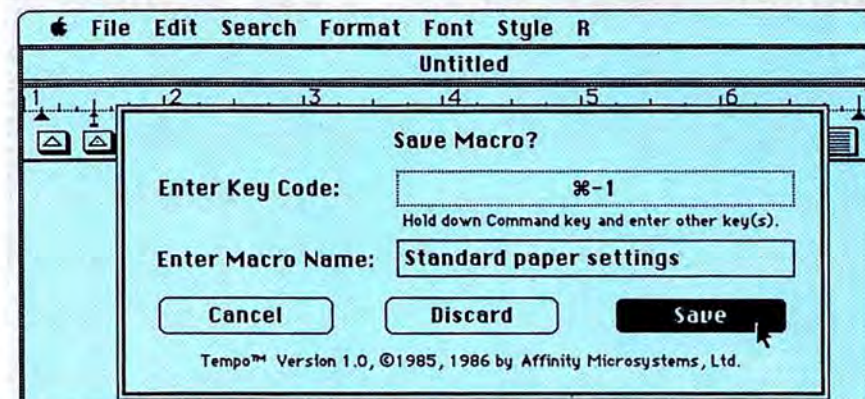 File Edit Search Format Font Style R
Untitled
1 2 3 4 5 6
Save Macro?
Enter Key Code: ⌘-1
Hold down Command key and enter other key(s).
Enter Macro Name: Standard paper settings
Cancel Discard Save
Tempo™ Version 1.0, ©1985, 1986 by Affinity Microsystems, Ltd.